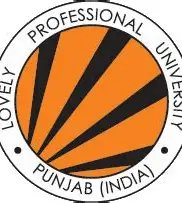 LOVELY PROFESSIONAL UNIVERSITY
PUNJAB (INDIA)